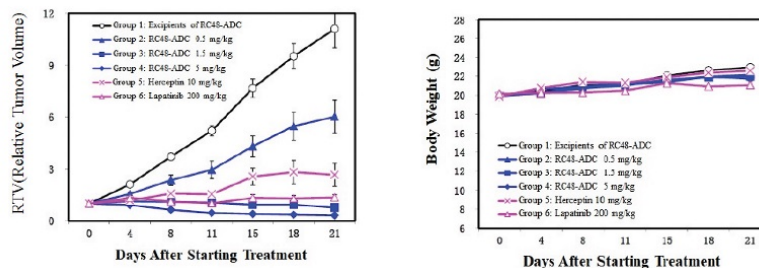 12
9
6
3
0
RTV(Relative Tumor Volume)
Group 1: Excipients of RC48-ADC
Group 2: RC48-ADC 0.5 mg/kg
Group 3: RC48-ADC 1.5 mg/kg
Group 4: RC48-ADC 5 mg/kg
Group 5: Herceptin 10 mg/kg
Group 6: Lapatinib 200 mg/kg
0 4 8 11 15 18 21
Days After Starting Treatment
28
26
24
22
20
18
16
14
12
10
8
6
Body Weight (g)
Group 1: Excipients of RC48-ADC
Group 2: RC48-ADC 0.5 mg/kg
Group 3: RC48-ADC 1.5 mg/kg
Group 4: RC48-ADC 5 mg/kg
Group 5: Herceptin 10 mg/kg
Group 6: Lapatinib 200 mg/kg
0 4 8 11 15 18 21
Days After Starting Treatment